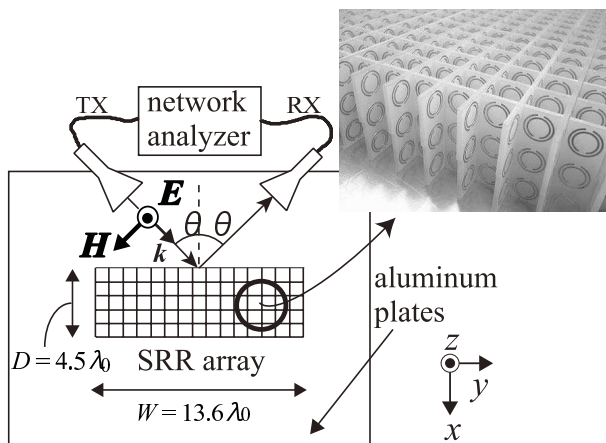 TX
network
analyzer
RX
E
H
k
θ θ
aluminum
plates
D = 4.5λ0
SRR array
W = 13.6λ0
z
y
x